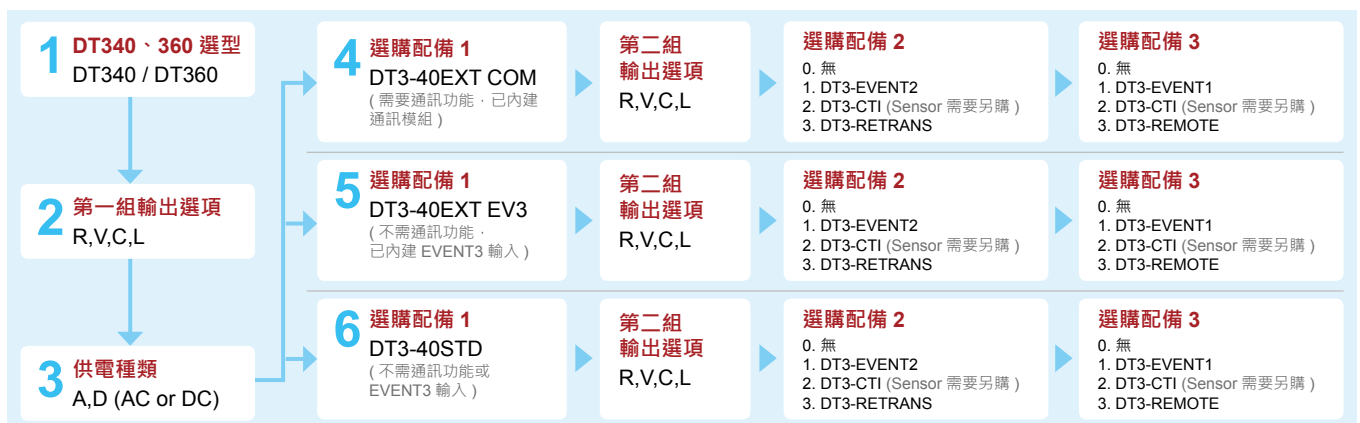 1
DT340、360 選型
DT340 / DT360
2
第一組輸出選項
R,V,C,L
3
供電種類
A,D (AC or DC)
4
選購配備 1
DT3-40EXT COM
( 需要通訊功能，已內建
通訊模組 )
第二組
輸出選項
R,V,C,L
選購配備 2
0. 無
1. DT3-EVENT2
2. DT3-CTI (Sensor 需要另購 )
3. DT3-RETRANS
選購配備 3
0. 無
1. DT3-EVENT1
2. DT3-CTI (Sensor 需要另購 )
3. DT3-REMOTE
5
選購配備 1
DT3-40EXT EV3
( 不需通訊功能，
已內建 EVENT3 輸入 )
第二組
輸出選項
R,V,C,L
選購配備 2
0. 無
1. DT3-EVENT2
2. DT3-CTI (Sensor 需要另購 )
3. DT3-RETRANS
選購配備 3
0. 無
1. DT3-EVENT1
2. DT3-CTI (Sensor 需要另購 )
3. DT3-REMOTE
6
選購配備 1
DT3-40STD
( 不需通訊功能或
EVENT3 輸入 )
第二組
輸出選項
R,V,C,L
選購配備 2
0. 無
1. DT3-EVENT2
2. DT3-CTI (Sensor 需要另購 )
3. DT3-RETRANS
選購配備 3
0. 無
1. DT3-EVENT1
2. DT3-CTI (Sensor 需要另購 )
3. DT3-REMOTE